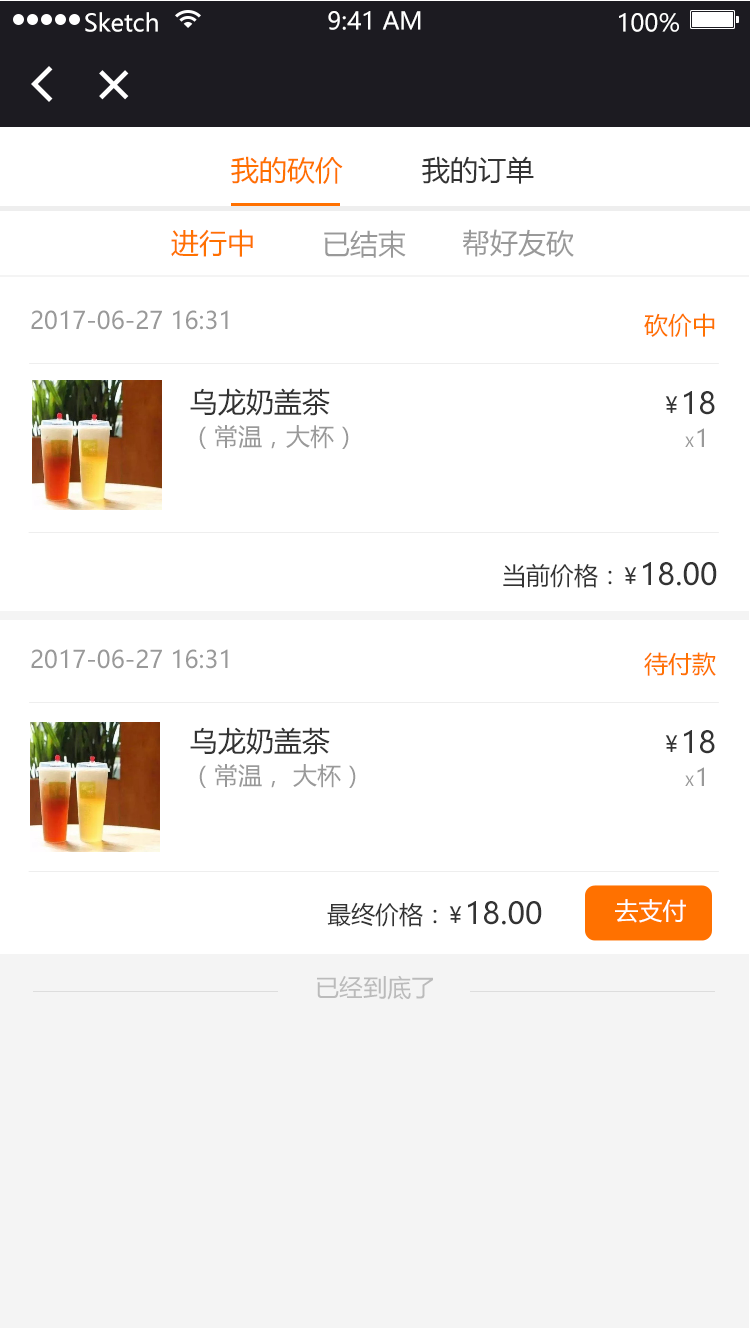 Sketch 9:41 AM 100%
我的砍价 我的订单
进行中 已结束 帮好友砍
2017-06-27 16:31 砍价中
乌龙奶盖茶 ¥18
（常温，大杯） x1
当前价格：¥18.00
2017-06-27 16:31 待付款
乌龙奶盖茶 ¥18
（常温， 大杯） x1
最终价格：¥18.00 去支付
已经到底了